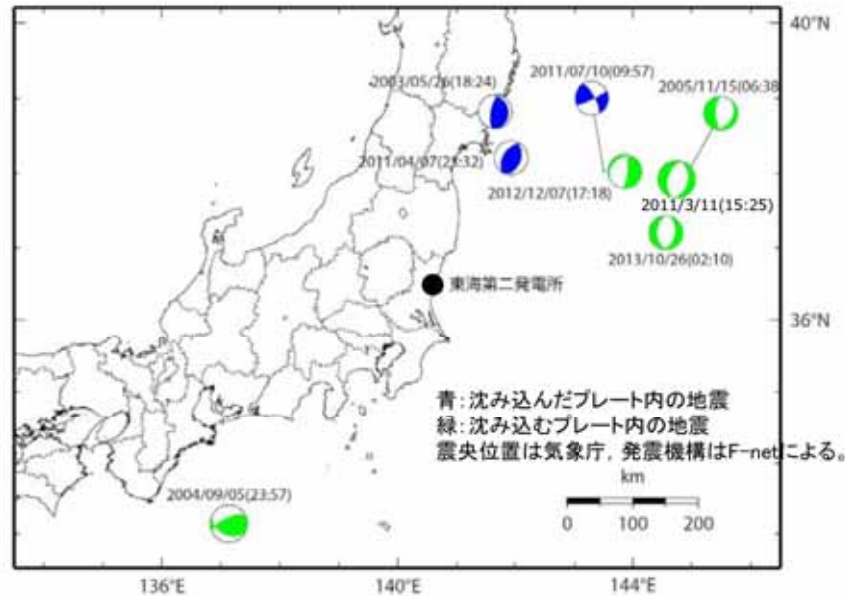 40°N
2003/05/26(18:24)
2011/07/10(09:57)
2005/11/15(06:38
2011/04/07(23:32)
2012/12/07(17:18)
2011/3/11(15:25)
2013/10/26(02:10)
東海第二発電所
36°N
青：沈み込んだプレート内の地震
緑：沈み込むプレート内の地震
震央位置は気象庁，発震機構はF-netによる。
km
0 100 200
2004/09/05(23:57)
136°E 140°E 144°E